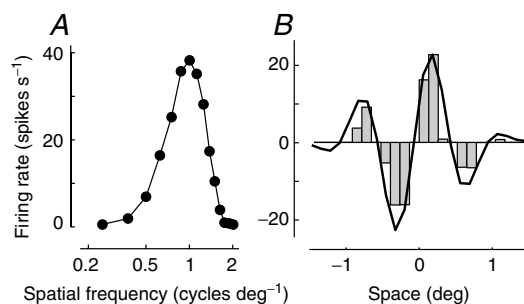 A
B
Firing rate (spikes s⁻¹)
40
20
0
0.2
0.5
1
2
Spatial frequency (cycles deg⁻¹)
20
0
−20
−1
0
1
Space (deg)